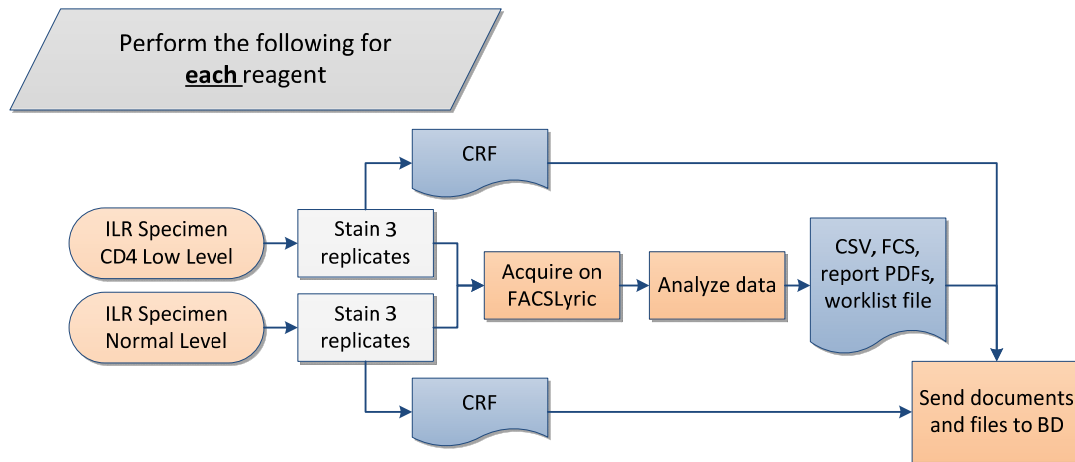 Perform the following for
each reagent
CRF
ILR Specimen
CD4 Low Level
Stain 3
replicates
ILR Specimen
Normal Level
Stain 3
replicates
Acquire on
FACSLyric
Analyze data
CSV, FCS,
report PDFs,
worklist file
CRF
Send documents
and files to BD